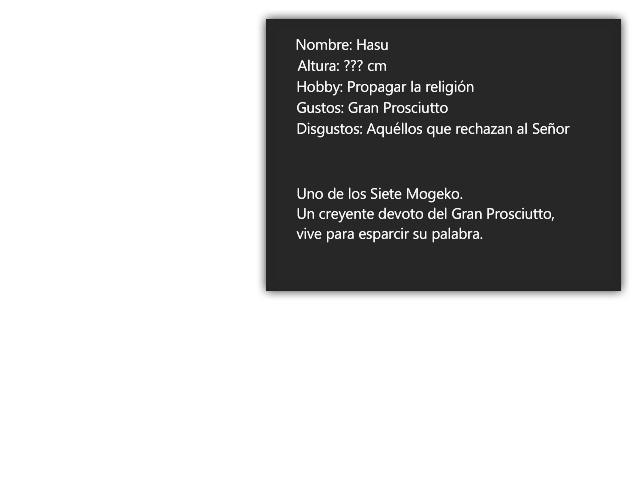 Nombre: Hasu
Altura: ??? cm
Hobby: Propagar la religión
Gustos: Gran Prosciutto
Disgustos: Aquéllos que rechazan al Señor
Uno de los Siete Mogeko.
Un creyente devoto del Gran Prosciutto,
vive para esparcir su palabra.